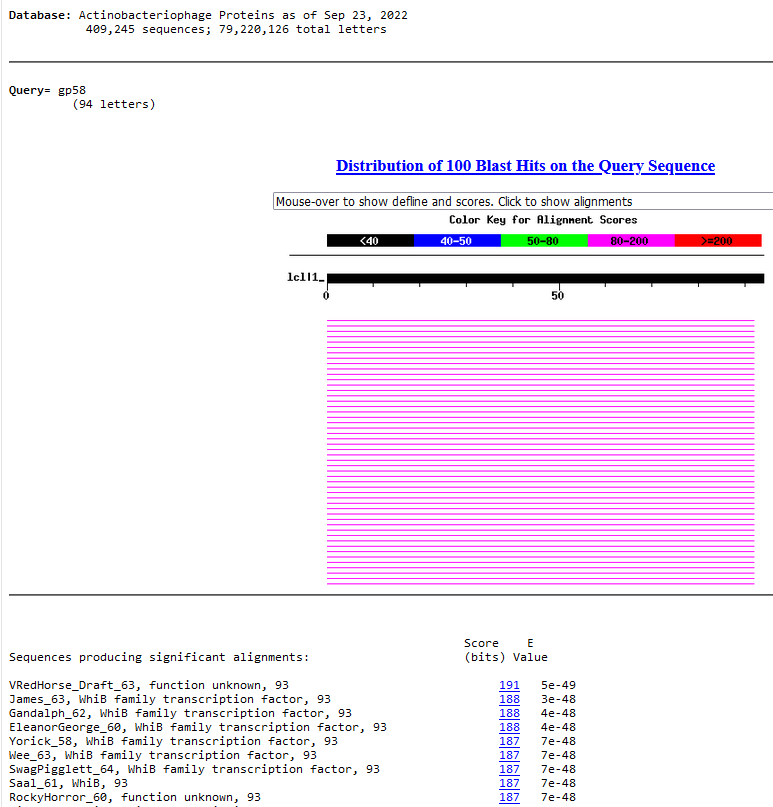 Database: Actinobacteriophage Proteins as of Sep 23, 2022
409,245 sequences; 79,220,126 total letters
Query= gp58
(94 letters)
Distribution of 100 Blast Hits on the Query Sequence
Mouse-over to show defline and scores. Click to show alignments
Color Key for Alignment Scores
<40 40-50 50-80 80-200 >=200
lcl|1_
0 50
Score E
Sequences producing significant alignments: (bits) Value
VRedHorse_Draft_63, function unknown, 93 191 5e-49
James_63, WhiB family transcription factor, 93 188 3e-48
Gandalph_62, WhiB family transcription factor, 93 188 4e-48
EleanorGeorge_60, WhiB family transcription factor, 93 188 4e-48
Yorick_58, WhiB family transcription factor, 93 187 7e-48
Wee_63, WhiB family transcription factor, 93 187 7e-48
SwagPigglett_64, WhiB family transcription factor, 93 187 7e-48
Saal_61, WhiB, 93 187 7e-48
RockyHorror_60, function unknown, 93 187 7e-48